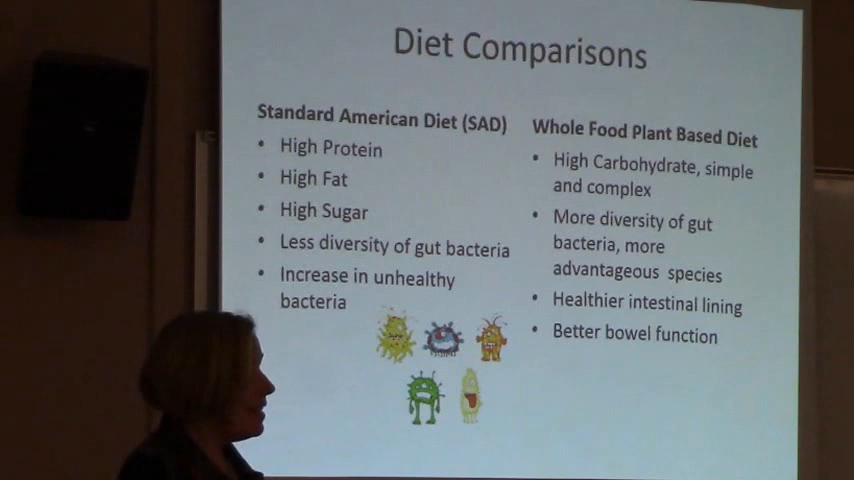 Diet Comparisons
Standard American Diet (SAD)
• High Protein
• High Fat
• High Sugar
• Less diversity of gut bacteria
• Increase in unhealthy
bacteria
Whole Food Plant Based Diet
• High Carbohydrate, simple
and complex
• More diversity of gut
bacteria, more
advantageous species
• Healthier intestinal lining
• Better bowel function